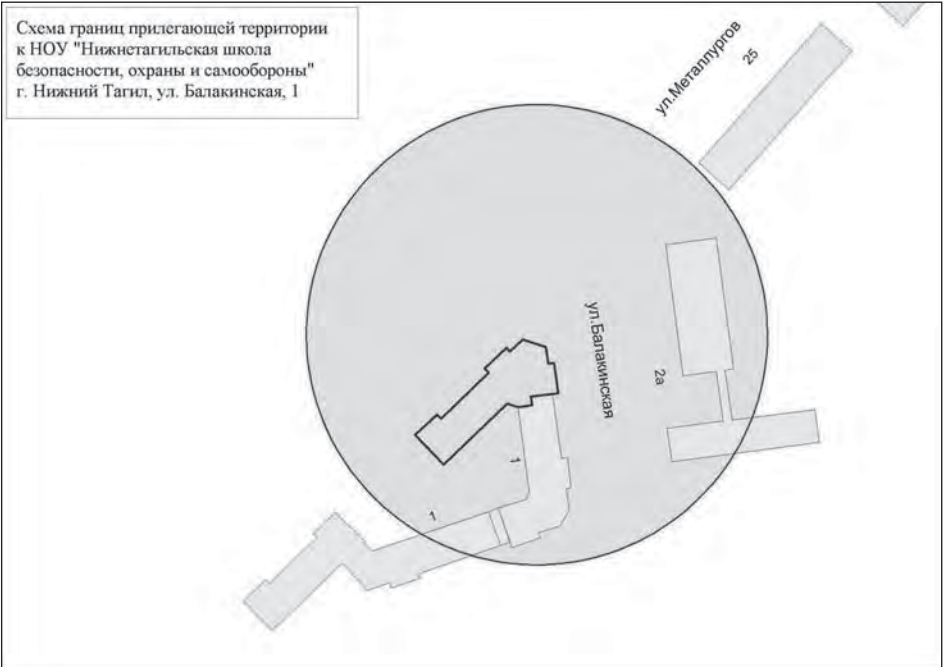 Схема границ прилегающей территории
к НОУ "Нижнетагильская школа
безопасности, охраны и самообороны"
г. Нижний Тагил, ул. Балакинская, 1
ул.Металлургов
25
ул.Балакинская
2а
1
1